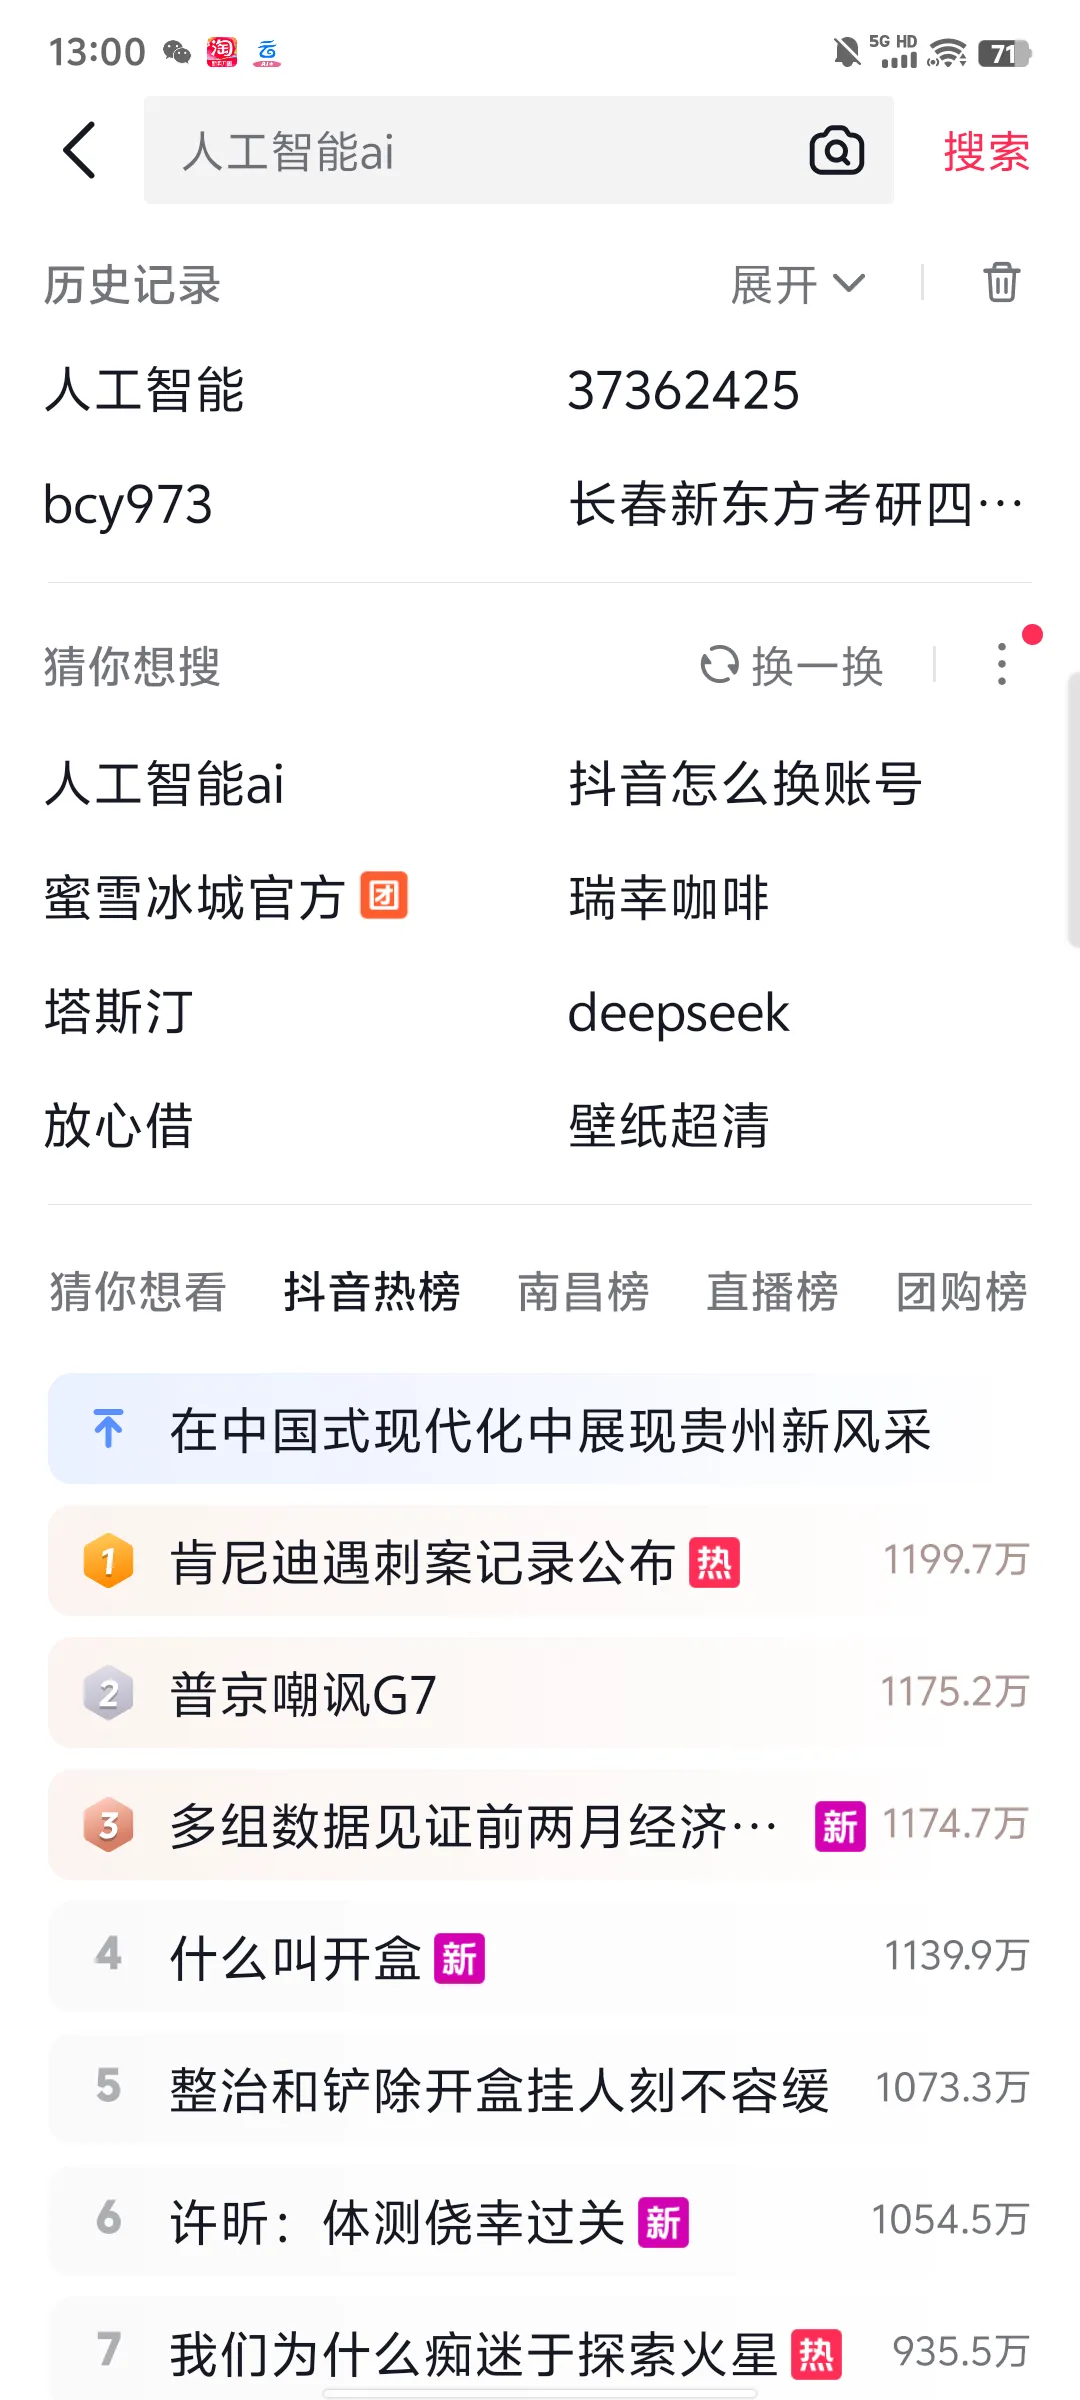 13:00 淘 云 AI+ 5G HD 71
人工智能ai 搜索
历史记录 展开
人工智能 37362425
bcy973 长春新东方考研四…
猜你想搜 换一换
人工智能ai 抖音怎么换账号
蜜雪冰城官方 团 瑞幸咖啡
塔斯汀 deepseek
放心借 壁纸超清
猜你想看 抖音热榜 南昌榜 直播榜 团购榜
在中国式现代化中展现贵州新风采
1 肯尼迪遇刺案记录公布 热 1199.7万
2 普京嘲讽G7 1175.2万
3 多组数据见证前两月经济… 新 1174.7万
4 什么叫开盒 新 1139.9万
5 整治和铲除开盒挂人刻不容缓 1073.3万
6 许昕：体测侥幸过关 新 1054.5万
7 我们为什么痴迷于探索火星 热 935.5万